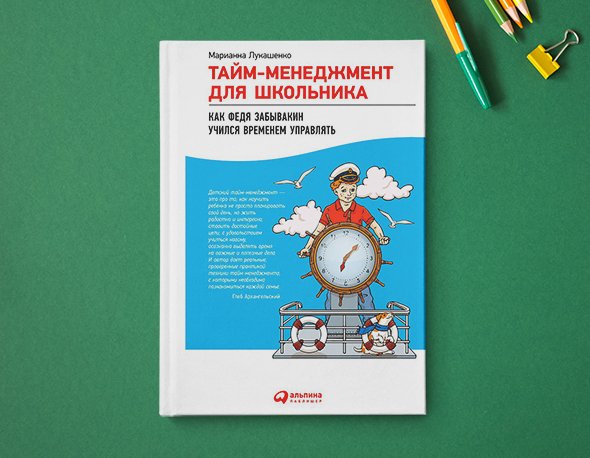 Марианна Лукашенко
ТАЙМ-МЕНЕДЖМЕНТ
ДЛЯ ШКОЛЬНИКА
КАК ФЕДЯ ЗАБЫВАКИН
УЧИЛСЯ ВРЕМЕНЕМ УПРАВЛЯТЬ
Детский тайм-менеджмент —
это про то, как научить
ребенка не просто планировать
свой день, но жить
радостно и интересно,
ставить достойные
цели, с удовольствием
учиться новому,
осознанно выделять время
на важные и полезные дела.
И автор дает реальные,
проверенные практикой
техники тайм-менеджмента,
с которыми необходимо
познакомиться каждой семье.
Глеб Архангельский
альпина
ПАБЛИШЕР